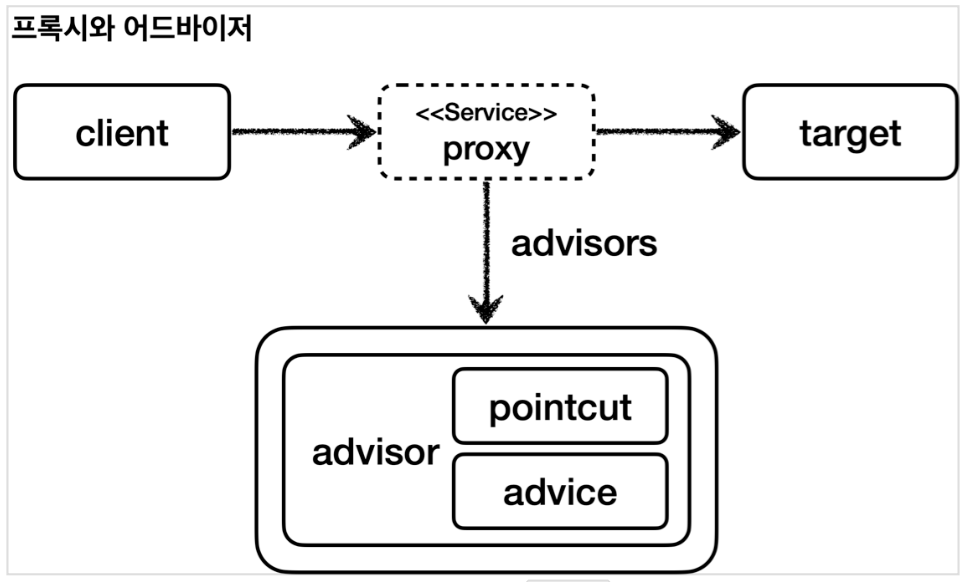 프록시와 어드바이저
client
<<Service>>
proxy
target
advisors
advisor
pointcut
advice